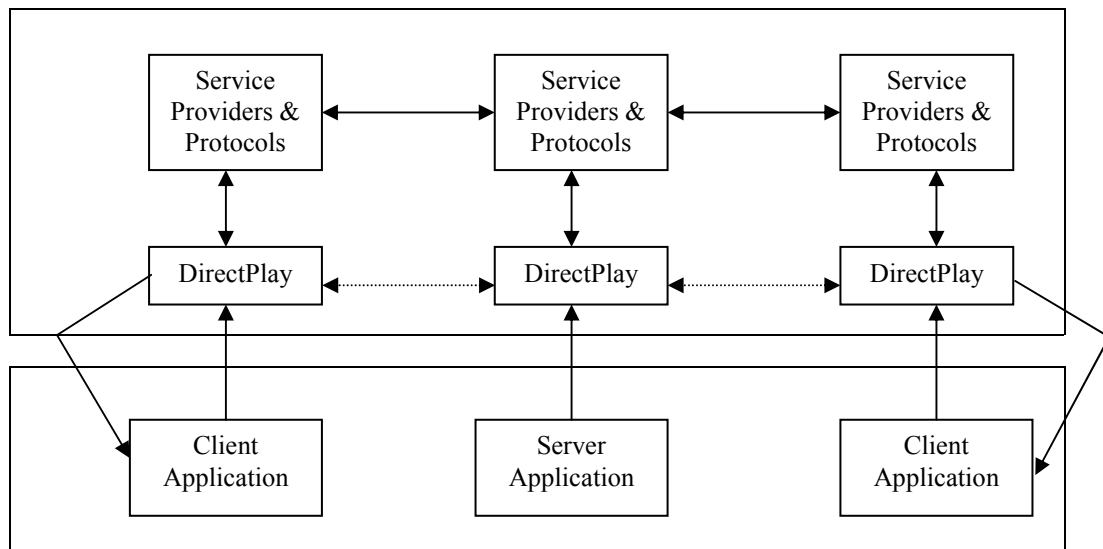 Service
Providers &
Protocols
Service
Providers &
Protocols
Service
Providers &
Protocols
DirectPlay
DirectPlay
DirectPlay
Client
Application
Server
Application
Client
Application